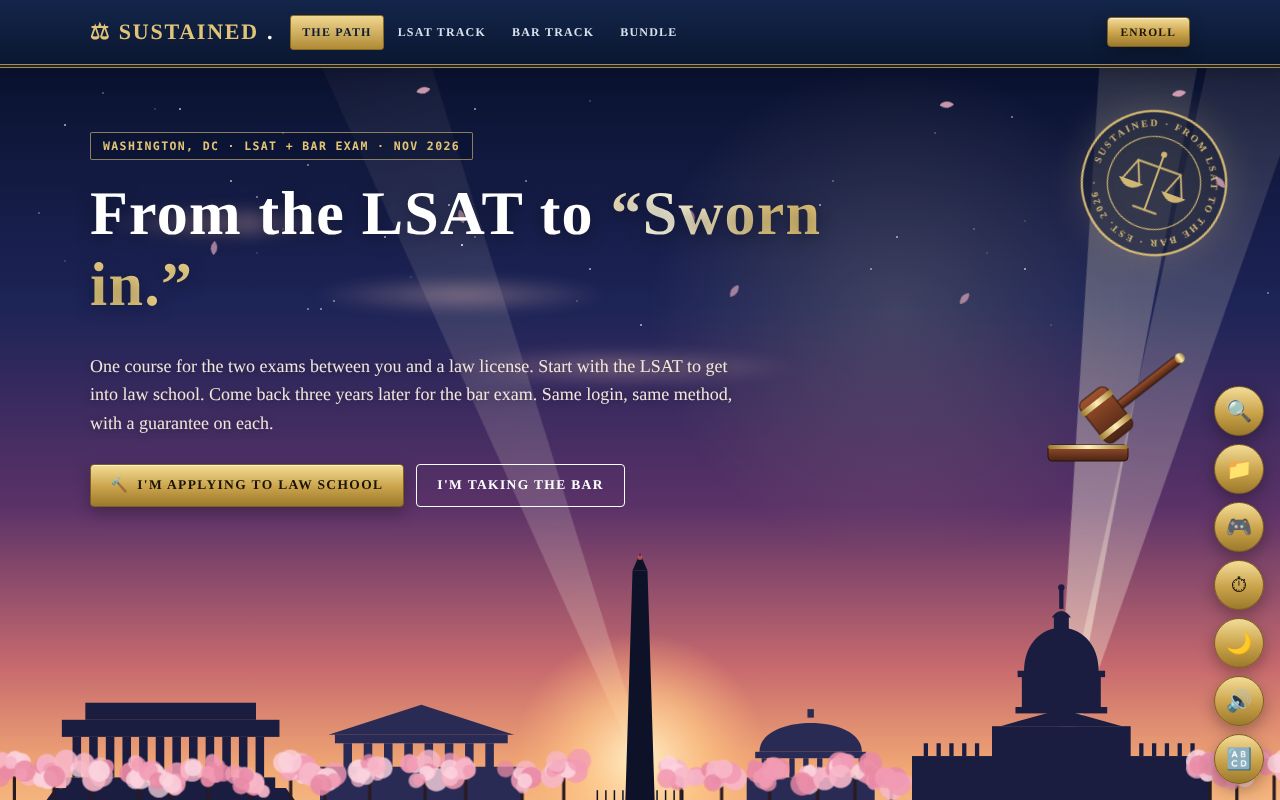 ⚖ SUSTAINED.
THE PATH
LSAT TRACK
BAR TRACK
BUNDLE
ENROLL
WASHINGTON, DC · LSAT + BAR EXAM · NOV 2026
From the LSAT to “Sworn
in.”
SUSTAINED · FROM LSAT TO THE BAR · EST. 2026 ·
One course for the two exams between you and a law license. Start with the LSAT to get
into law school. Come back three years later for the bar exam. Same login, same method,
with a guarantee on each.
I'M APPLYING TO LAW SCHOOL
I'M TAKING THE BAR
ABCD